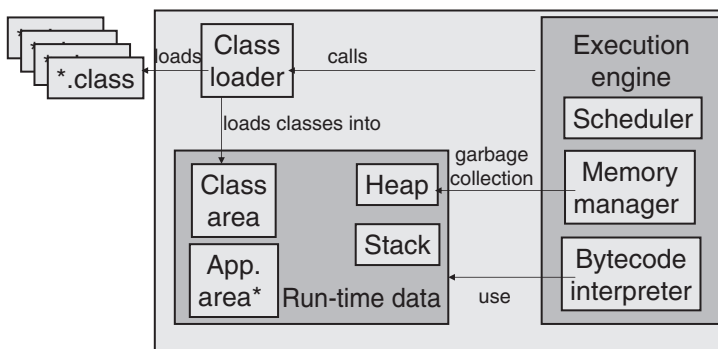 *.class
loads
Class
loader
calls
loads classes into
Execution
engine
Scheduler
Memory
manager
Bytecode
interpreter
garbage
collection
Class
area
Heap
Stack
App.
area*
Run-time data
use